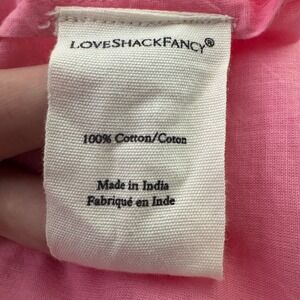 LOVESHACKFANCY®
100% Cotton/Coton
Made in India
Fabriqué en Inde